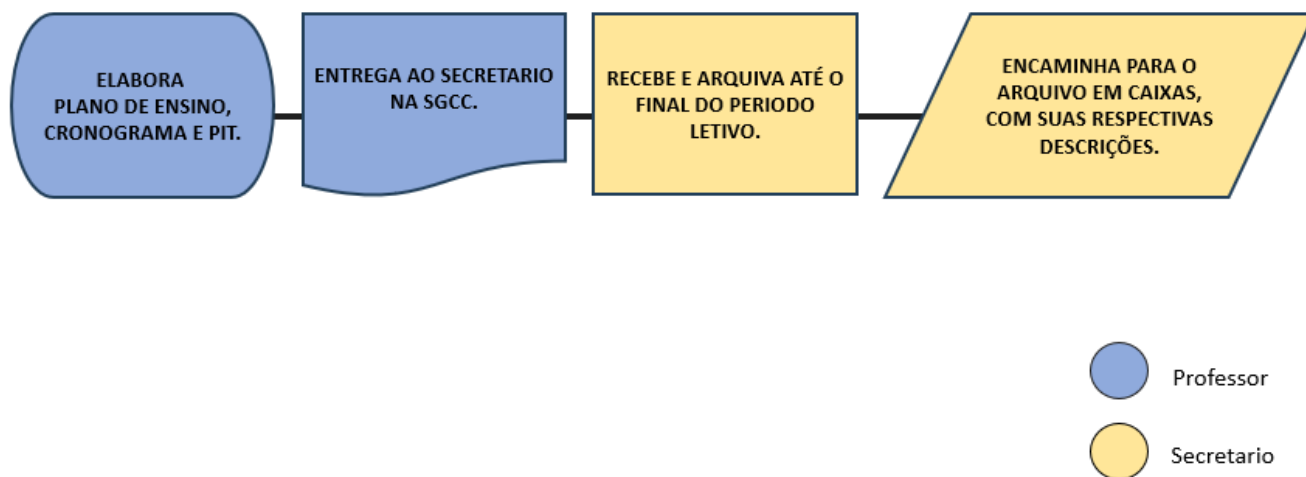 ELABORA
PLANO DE ENSINO,
CRONOGRAMA E PIT.
ENTREGA AO SECRETARIO
NA SGCC.
RECEBE E ARQUIVA ATÉ O
FINAL DO PERIODO
LETIVO.
ENCAMINHA PARA O
ARQUIVO EM CAIXAS,
COM SUAS RESPECTIVAS
DESCRIÇÕES.
Professor
Secretario